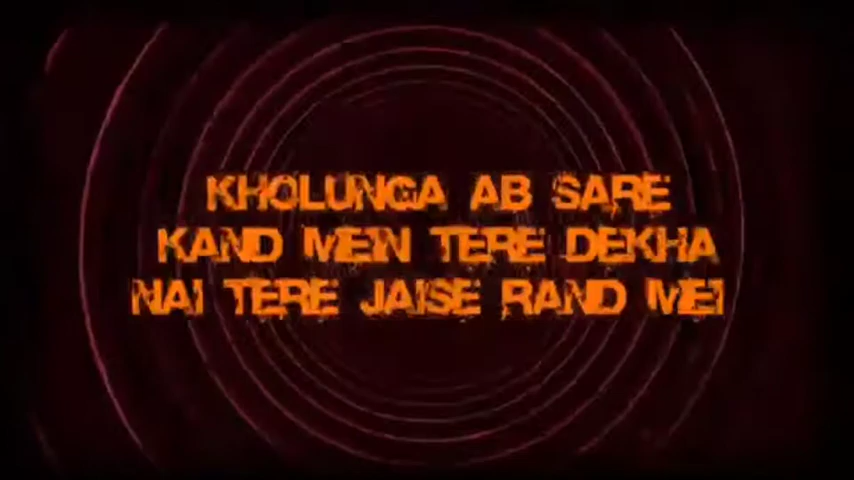 KHOLUNGA AB SARE
KAND MEIN TERE DEKHA
NAI TERE JAISE RAND MEI